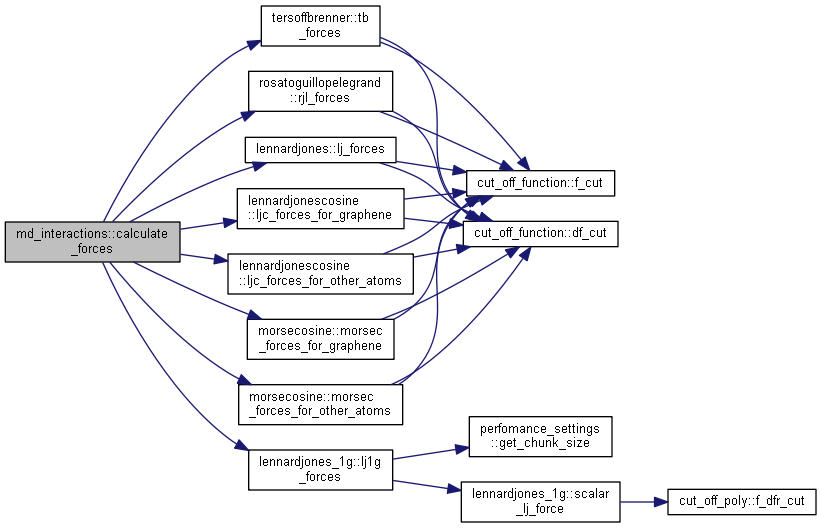 tersoffbrenner::tb
_forces
rosatoguillopelegrand
::rjl_forces
lennardjones::lj_forces
cut_off_function::f_cut
lennardjonescosine
::ljc_forces_for_graphene
md_interactions::calculate
_forces
cut_off_function::df_cut
lennardjonescosine
::ljc_forces_for_other_atoms
morsecosine::morsec
_forces_for_graphene
morsecosine::morsec
_forces_for_other_atoms
perfomance_settings
::get_chunk_size
lennardjones_1g::lj1g
_forces
lennardjones_1g::scalar
_lj_force
cut_off_poly::f_dfr_cut